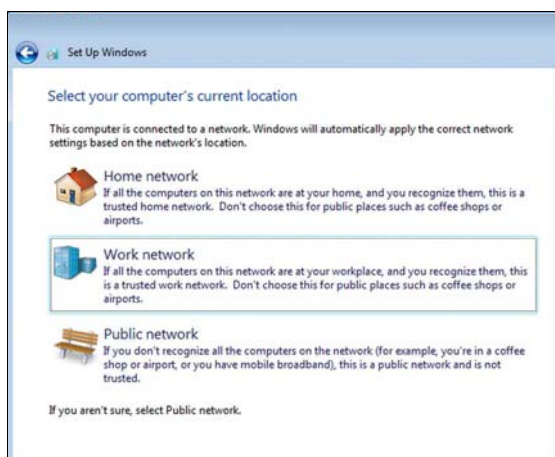 Set Up Windows
Select your computer's current location
This computer is connected to a network. Windows will automatically apply the correct network
settings based on the network's location.
Home network
If all the computers on this network are at your home, and you recognize them, this is a
trusted home network. Don't choose this for public places such as coffee shops or
airports.
Work network
If all the computers on this network are at your workplace, and you recognize them, this
is a trusted work network. Don't choose this for public places such as coffee shops or
airports.
Public network
If you don't recognize all the computers on the network (for example, you're in a coffee
shop or airport, or you have mobile broadband), this is a public network and is not
trusted.
If you aren't sure, select Public network.